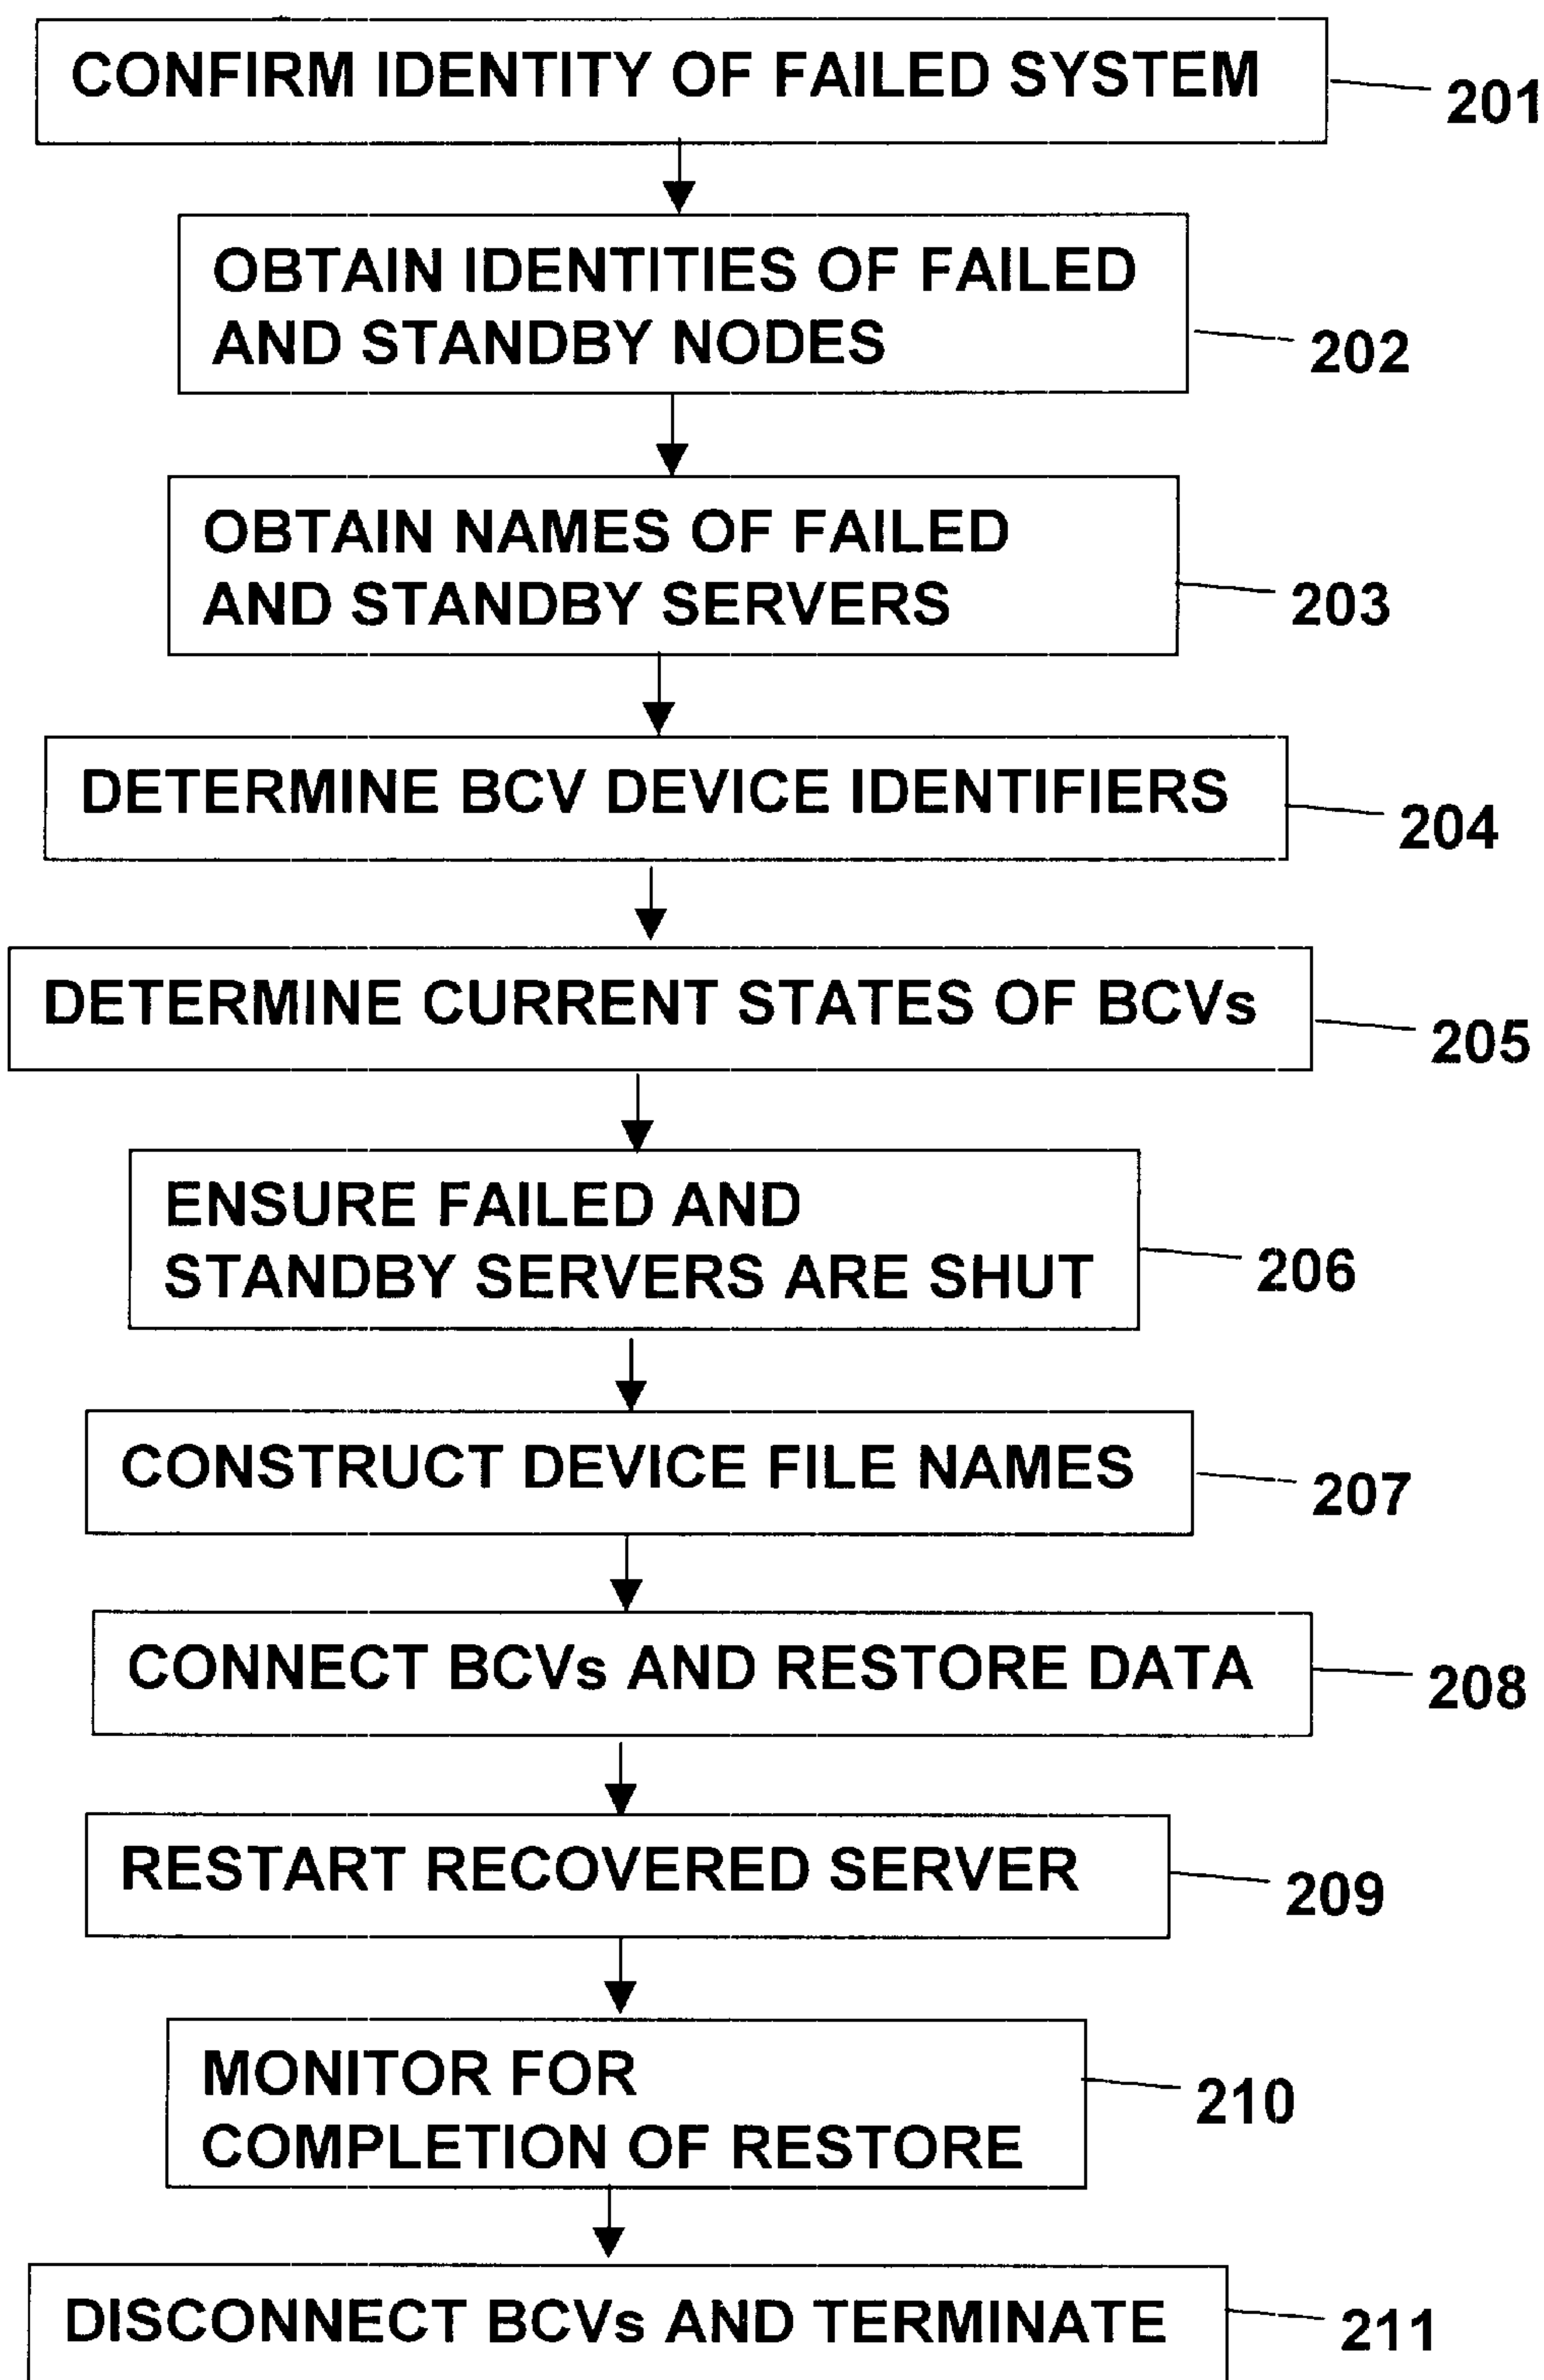 CONFIRM IDENTITY OF FAILED SYSTEM
201
OBTAIN IDENTITIES OF FAILED
AND STANDBY NODES
202
OBTAIN NAMES OF FAILED
AND STANDBY SERVERS
203
DETERMINE BCV DEVICE IDENTIFIERS
204
DETERMINE CURRENT STATES OF BCVs
205
ENSURE FAILED AND
STANDBY SERVERS ARE SHUT
206
CONSTRUCT DEVICE FILE NAMES
207
CONNECT BCVs AND RESTORE DATA
208
RESTART RECOVERED SERVER
209
MONITOR FOR
COMPLETION OF RESTORE
210
DISCONNECT BCVs AND TERMINATE
211